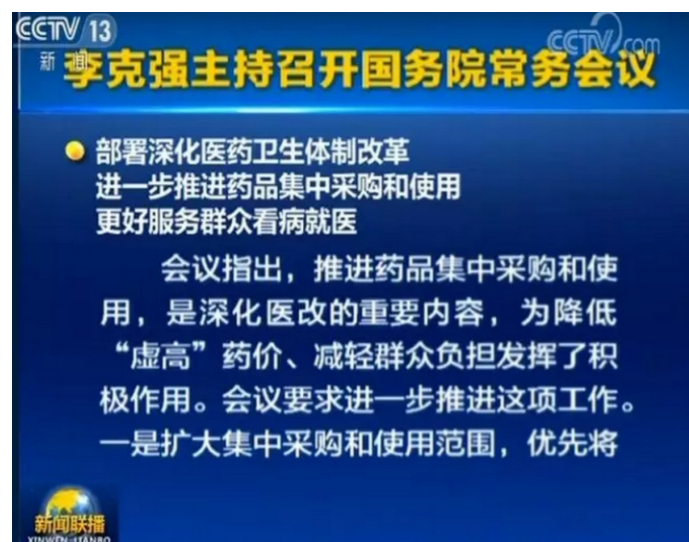 CCTV 13
新闻
CCTV.com
李克强主持召开国务院常务会议
部署深化医药卫生体制改革
进一步推进药品集中采购和使用
更好服务群众看病就医
会议指出，推进药品集中采购和使
用，是深化医改的重要内容，为降低
“虚高”药价、减轻群众负担发挥了积
极作用。会议要求进一步推进这项工作。
一是扩大集中采购和使用范围，优先将
新闻联播
XINWEN LIANBO